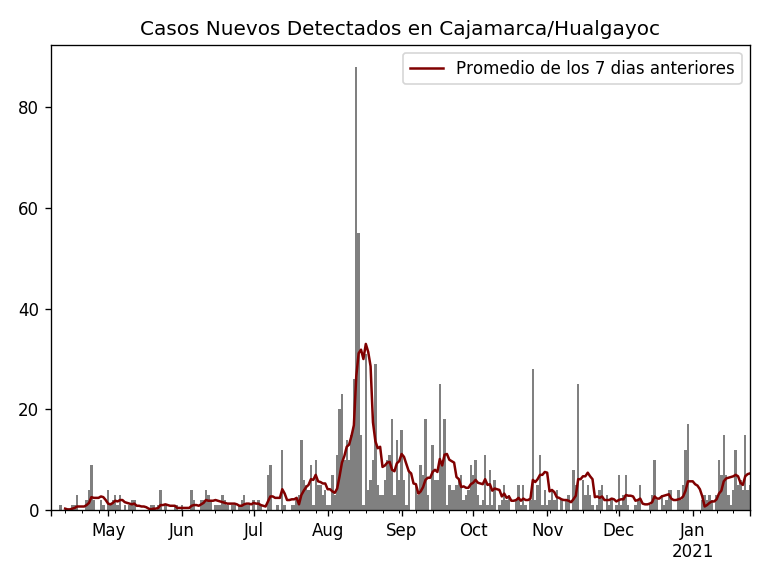 Casos Nuevos Detectados en Cajamarca/Hualgayoc
Promedio de los 7 dias anteriores
80
60
40
20
0
May Jun Jul Aug Sep Oct Nov Dec Jan
2021